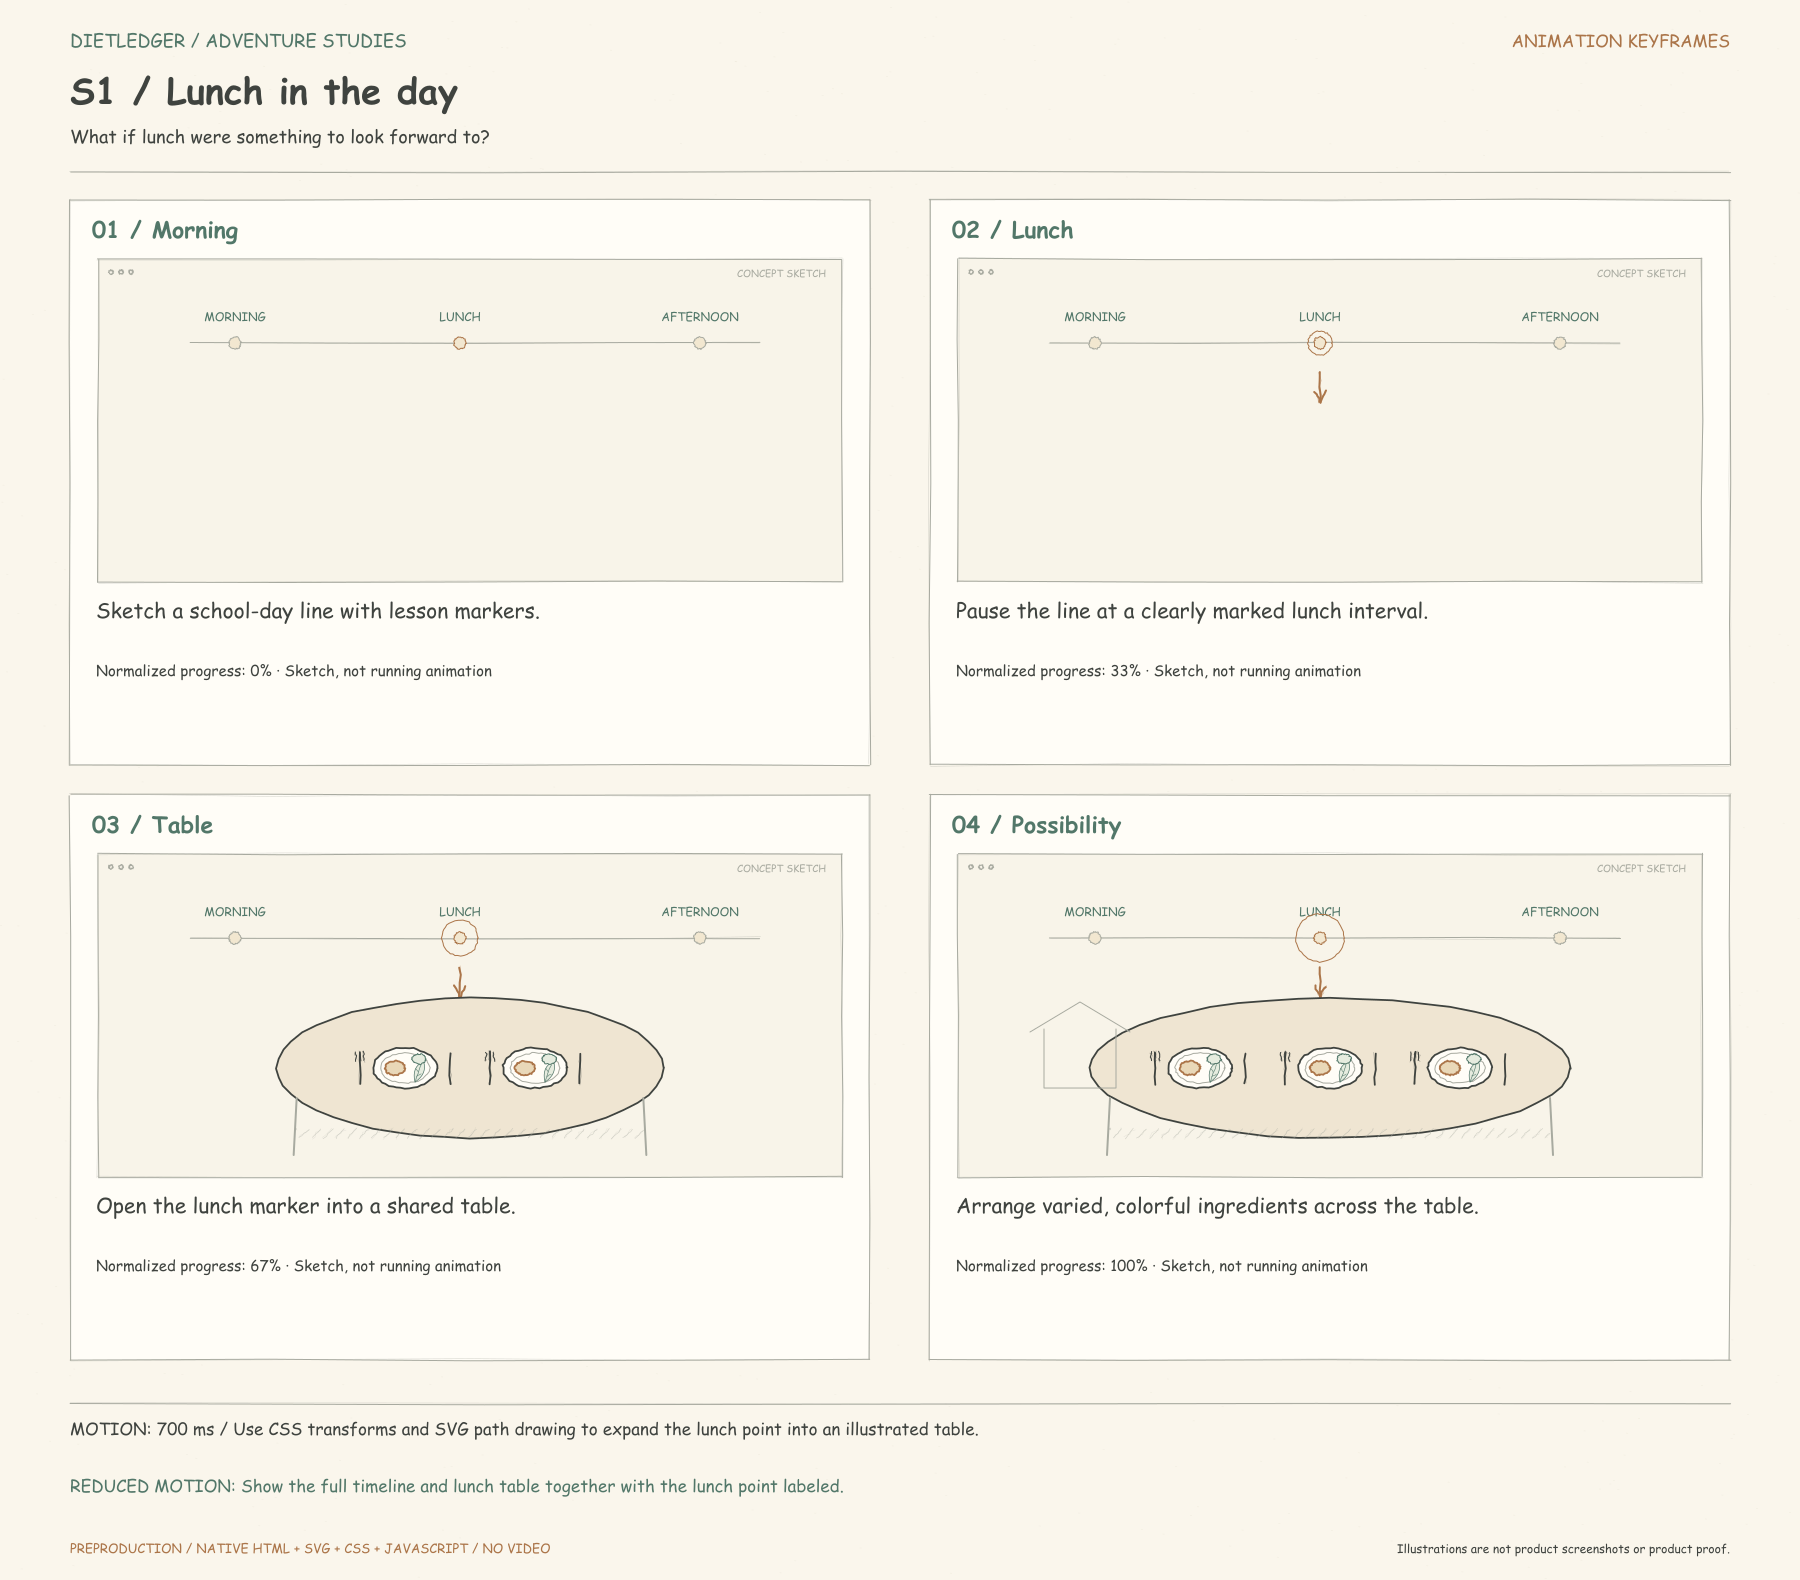 DIETLEDGER / ADVENTURE STUDIES
ANIMATION KEYFRAMES
S1 / Lunch in the day
What if lunch were something to look forward to?
01 / Morning
CONCEPT SKETCH
MORNING LUNCH AFTERNOON
Sketch a school-day line with lesson markers.
Normalized progress: 0% · Sketch, not running animation
02 / Lunch
CONCEPT SKETCH
MORNING LUNCH AFTERNOON
Pause the line at a clearly marked lunch interval.
Normalized progress: 33% · Sketch, not running animation
03 / Table
CONCEPT SKETCH
MORNING LUNCH AFTERNOON
Open the lunch marker into a shared table.
Normalized progress: 67% · Sketch, not running animation
04 / Possibility
CONCEPT SKETCH
MORNING LUNCH AFTERNOON
Arrange varied, colorful ingredients across the table.
Normalized progress: 100% · Sketch, not running animation
MOTION: 700 ms / Use CSS transforms and SVG path drawing to expand the lunch point into an illustrated table.
REDUCED MOTION: Show the full timeline and lunch table together with the lunch point labeled.
PREPRODUCTION / NATIVE HTML + SVG + CSS + JAVASCRIPT / NO VIDEO
Illustrations are not product screenshots or product proof.